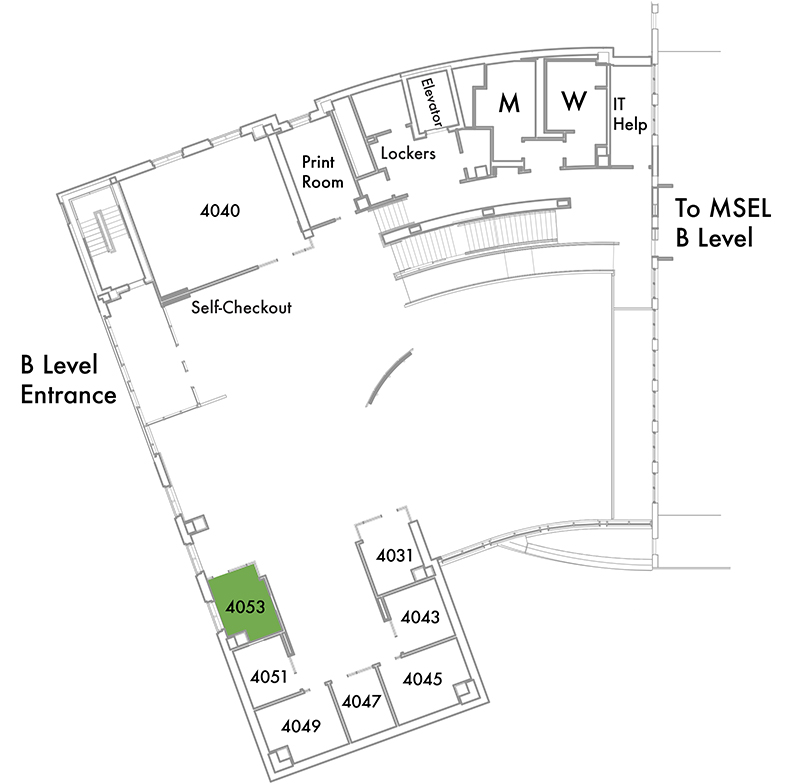 Elevator
M
W
IT
Help
Print
Room
Lockers
4040
To MSEL
B Level
Self-Checkout
B Level
Entrance
4031
4053
4043
4051
4045
4047
4049